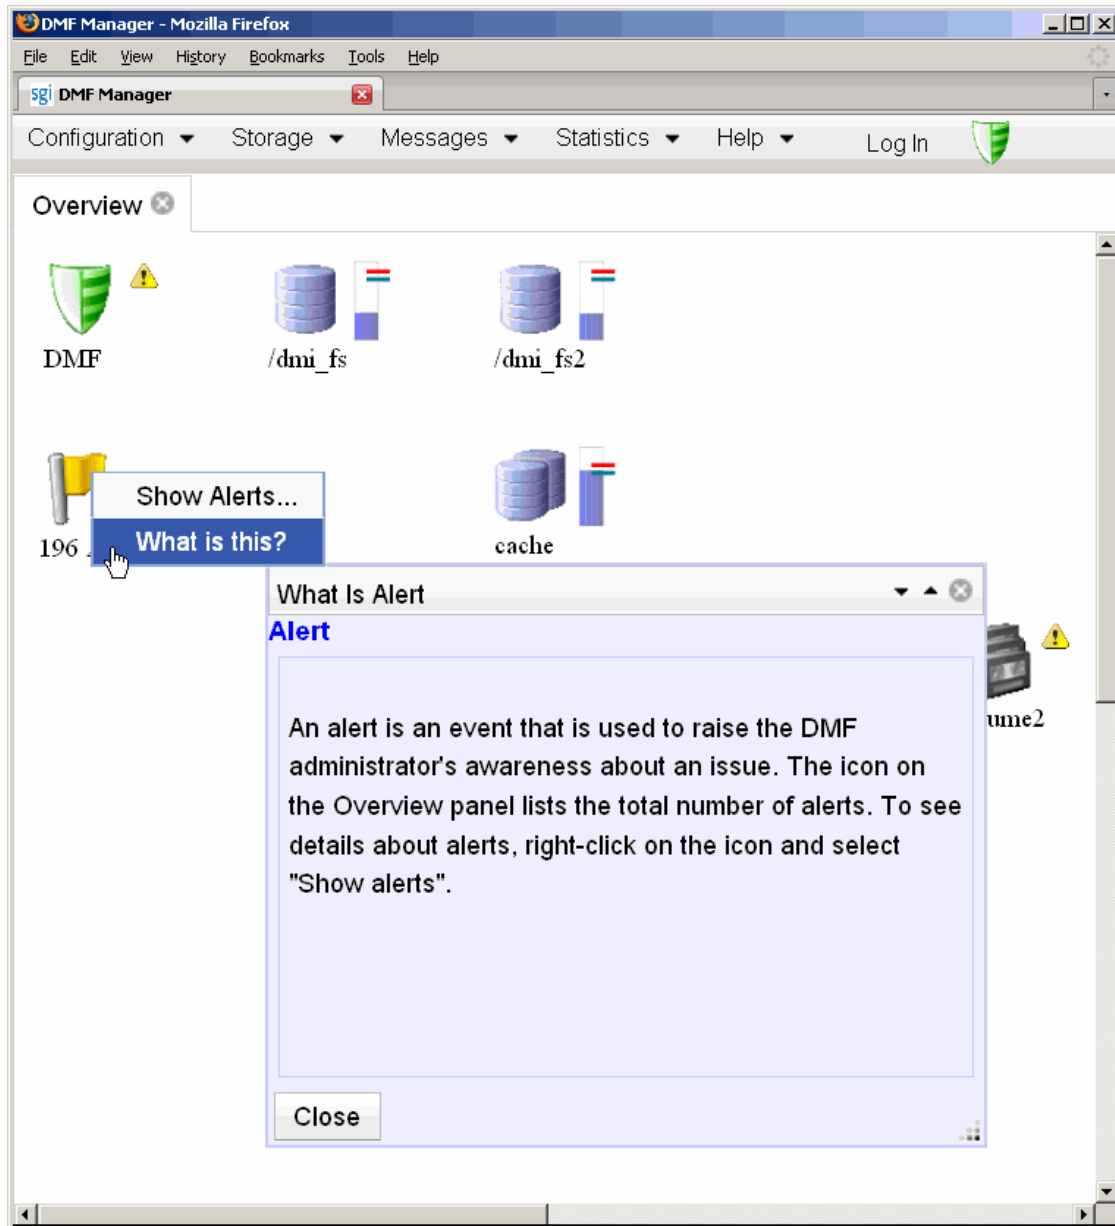 DMF Manager - Mozilla Firefox
File Edit View History Bookmarks Tools Help
sgi DMF Manager
Configuration Storage Messages Statistics Help Log In
Overview
DMF /dmi_fs /dmi_fs2
Show Alerts...
What is this?
196
cache
What Is Alert
Alert
ume2
An alert is an event that is used to raise the DMF
administrator's awareness about an issue. The icon on
the Overview panel lists the total number of alerts. To see
details about alerts, right-click on the icon and select
"Show alerts".
Close